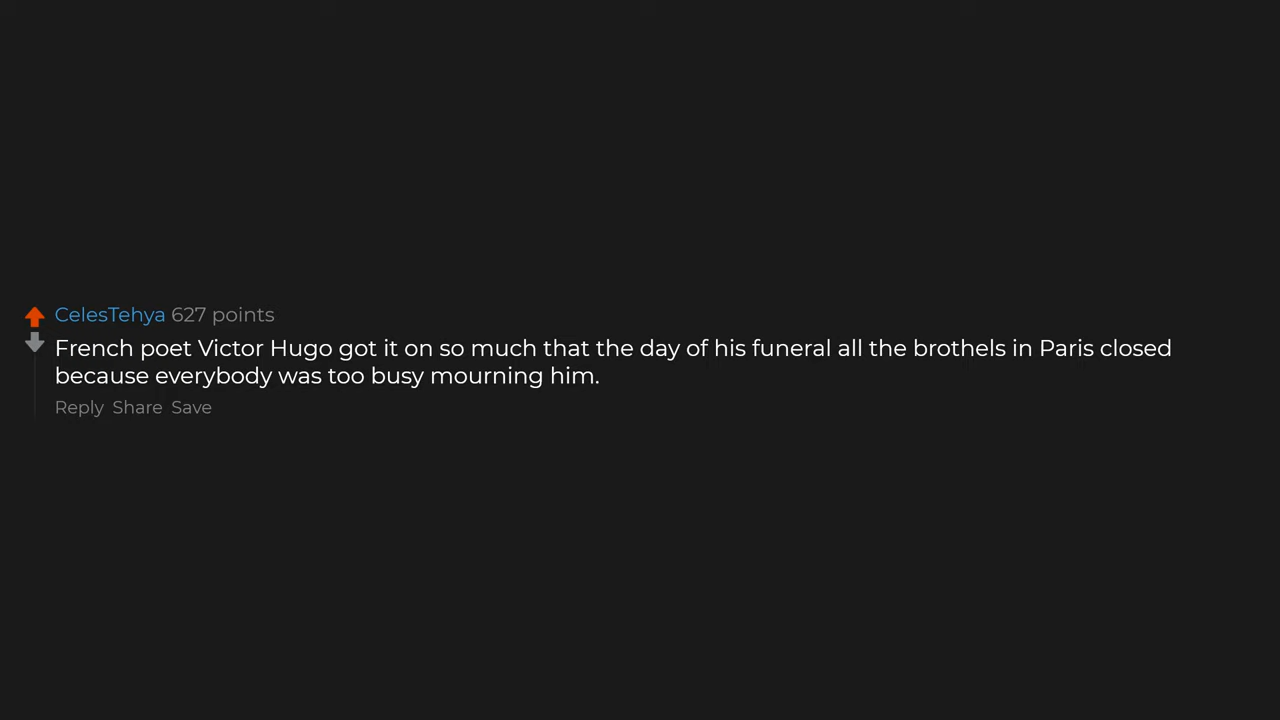 CelesTehya 627 points
French poet Victor Hugo got it on so much that the day of his funeral all the brothels in Paris closed
because everybody was too busy mourning him.
Reply Share Save